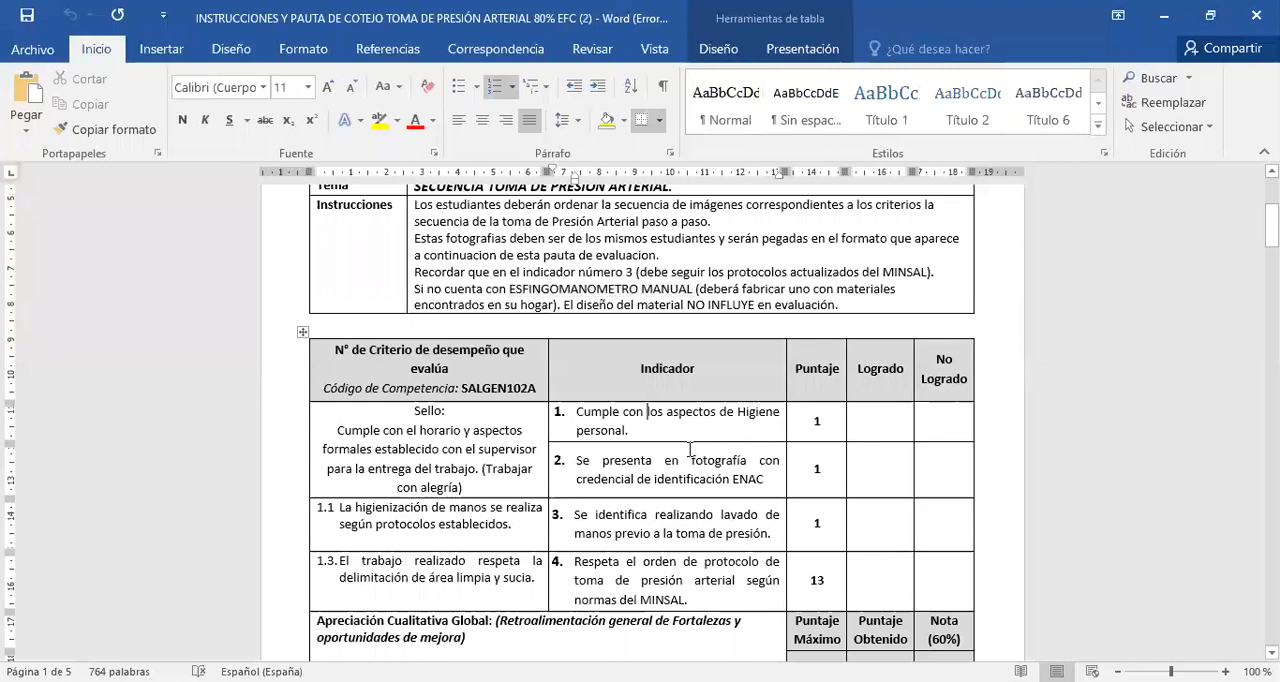 INSTRUCCIONES Y PAUTA DE COTEJO TOMA DE PRESIÓN ARTERIAL 80% EFC (2) - Word (Error...
Herramientas de tabla
Archivo
Inicio
Insertar
Diseño
Formato
Referencias
Correspondencia
Revisar
Vista
Diseño
Presentación
¿Qué desea hacer?
Compartir
Pegar
Cortar
Copiar
Copiar formato
Portapapeles
Calibri (Cuerpo
11
Aa
N K S abc x₂ x²
Fuente
Párrafo
AaBbCcDd
¶ Normal
AaBbCcDdE
¶ Sin espac...
AaBbCc
Título 1
AaBbCcDc
Título 2
AaBbCcDd
Título 6
Estilos
Buscar
Reemplazar
Seleccionar
Edición
Tema
SECUENCIA TOMA DE PRESION ARTERIAL.
Instrucciones
Los estudiantes deberán ordenar la secuencia de imágenes correspondientes a los criterios la
secuencia de la toma de Presión Arterial paso a paso.
Estas fotografias deben ser de los mismos estudiantes y serán pegadas en el formato que aparece
a continuacion de esta pauta de evaluacion.
Recordar que en el indicador número 3 (debe seguir los protocolos actualizados del MINSAL).
Si no cuenta con ESFINGOMANOMETRO MANUAL (deberá fabricar uno con materiales
encontrados en su hogar). El diseño del material NO INFLUYE en evaluación.
N° de Criterio de desempeño que
evalúa
Código de Competencia: SALGEN102A
Indicador
Puntaje
Logrado
No
Logrado
Sello:
Cumple con el horario y aspectos
formales establecido con el supervisor
para la entrega del trabajo. (Trabajar
con alegría)
1. Cumple con los aspectos de Higiene
personal.
1
2. Se presenta en fotografía con
credencial de identificación ENAC
1
1.1 La higienización de manos se realiza
según protocolos establecidos.
3. Se identifica realizando lavado de
manos previo a la toma de presión.
1
1.3. El trabajo realizado respeta la
delimitación de área limpia y sucia.
4. Respeta el orden de protocolo de
toma de presión arterial según
normas del MINSAL.
13
Apreciación Cualitativa Global: (Retroalimentación general de Fortalezas y
oportunidades de mejora)
Puntaje
Máximo
Puntaje
Obtenido
Nota
(60%)
Página 1 de 5
764 palabras
Español (España)
100 %